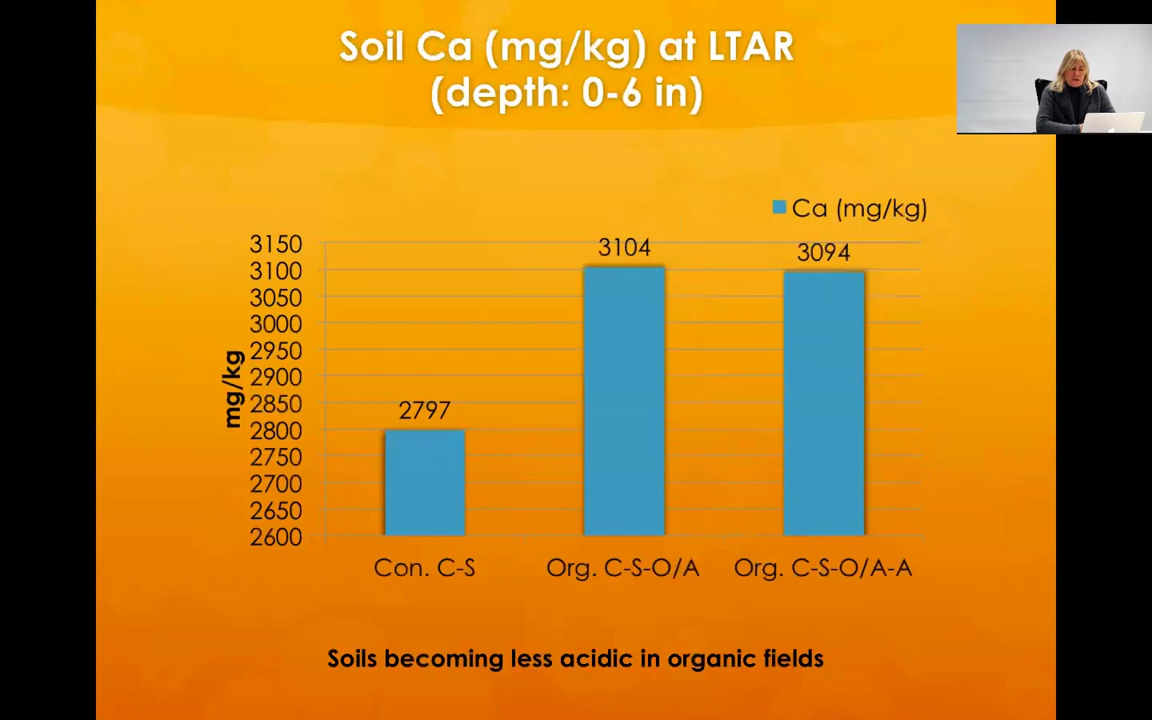 Soil Ca (mg/kg) at LTAR
(depth: 0-6 in)
Ca (mg/kg)
3150
3100
3050
3000
2950
2900
2850
2800
2750
2700
2650
2600
mg/kg
2797
3104
3094
Con. C-S
Org. C-S-O/A
Org. C-S-O/A-A
Soils becoming less acidic in organic fields